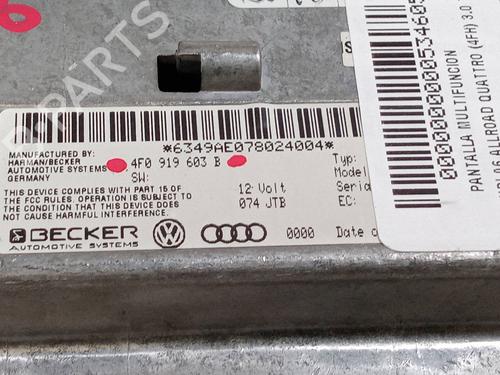 *6349AE078024004*
MANUFACTURED BY:
HARMAN/BECKER
AUTOMOTIVE SYSTEMS
GERMANY
4F0 919 603 B
SW:
THIS DEVICE COMPLIES WITH PART 15 OF
THE FCC RULES. OPERATION IS SUBJECT
TO THE CONDITION THAT THIS DEVICE DOES
NOT CAUSE HARMFUL INTERFERENCE
12 Volt
074 JTB
Typ:
Model
Seria
EC:
BECKER
AUTOMOTIVE SYSTEMS
0000
Date
PANTALLA MULTIFUNCION
ALLROAD QUATTRO (4FH) 3.0
B-PARTS